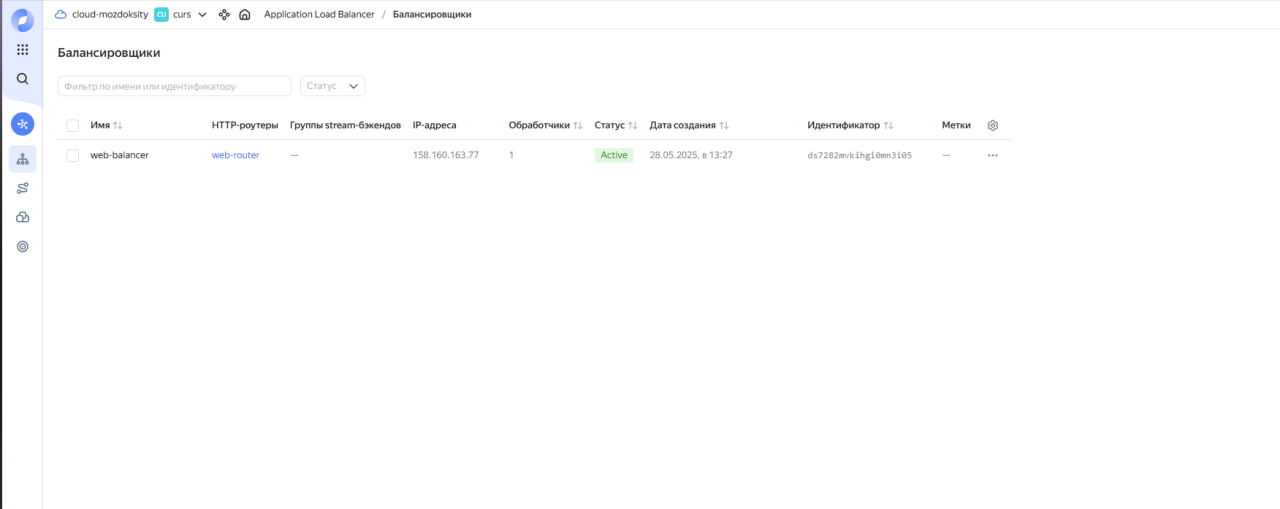 cloud-mozdoksity CU curs Application Load Balancer / Балансировщики
Балансировщики
Фильтр по имени или идентификатору Статус
Имя HTTP-роутеры Группы stream-бэкендов IP-адреса Обработчики Статус Дата создания Идентификатор Метки
web-balancer web-router — 158.160.163.77 1 Active 28.05.2025, в 13:27 ds7282mvkihgi0mn3i05 —